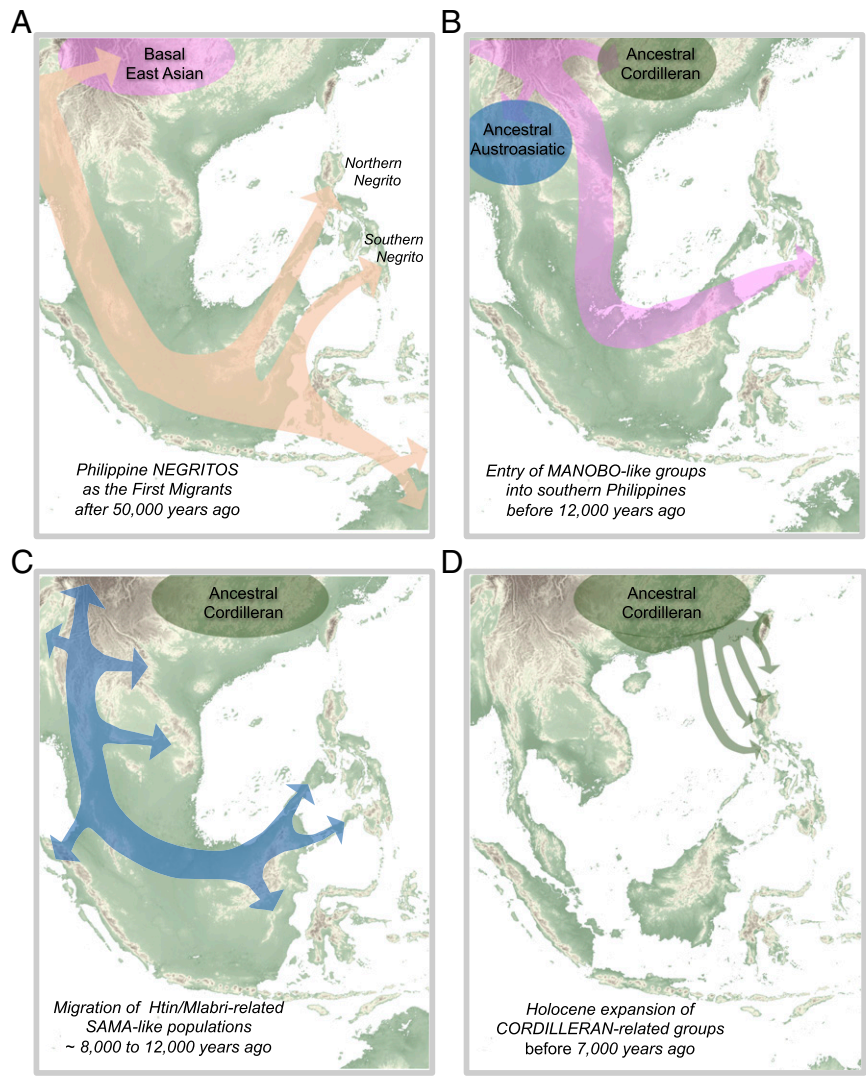 A
Basal
East Asian
Northern
Negrito
Southern
Negrito
Philippine NEGRITOS
as the First Migrants
after 50,000 years ago
B
Ancestral
Cordilleran
Ancestral
Austroasiatic
Entry of MANOBO-like groups
into southern Philippines
before 12,000 years ago
C
Ancestral
Cordilleran
Migration of Htin/Mlabri-related
SAMA-like populations
~ 8,000 to 12,000 years ago
D
Ancestral
Cordilleran
Holocene expansion of
CORDILLERAN-related groups
before 7,000 years ago